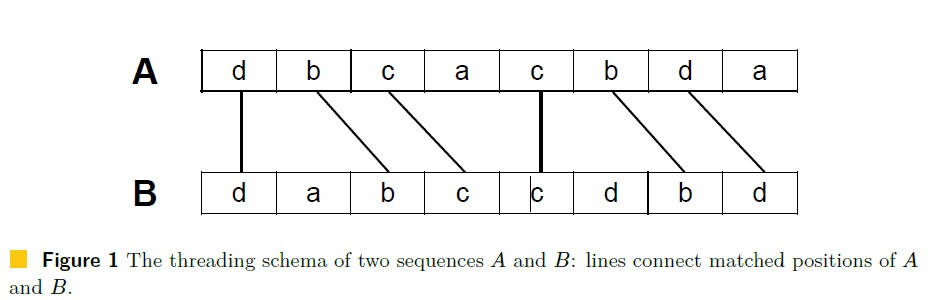 A d b c a c b d a
B d a b c c d b d
Figure 1 The threading schema of two sequences A and B: lines connect matched positions of A
and B.